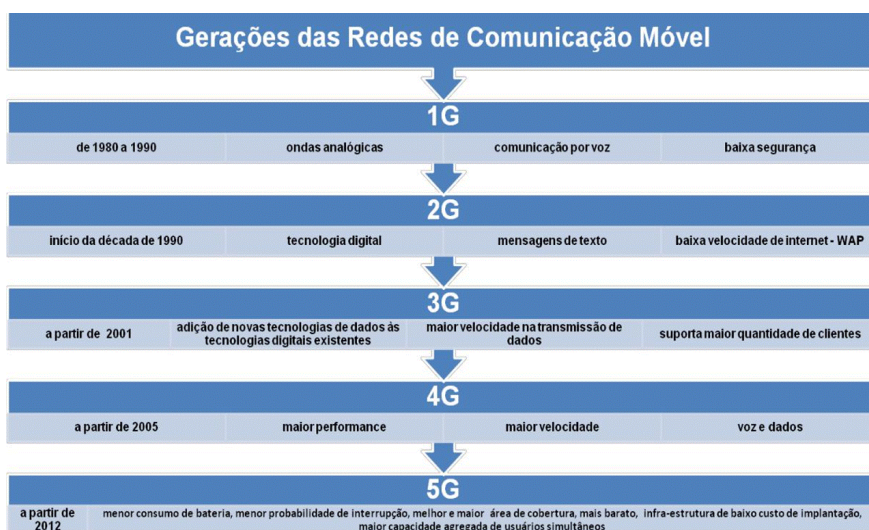 Gerações das Redes de Comunicação Móvel
1G
de 1980 a 1990
ondas analógicas
comunicação por voz
baixa segurança
2G
início da década de 1990
tecnologia digital
mensagens de texto
baixa velocidade de internet - WAP
3G
a partir de 2001
adição de novas tecnologias de dados às
tecnologias digitais existentes
maior velocidade na transmissão de
dados
suporta maior quantidade de clientes
4G
a partir de 2005
maior performance
maior velocidade
voz e dados
5G
a partir de
2012
menor consumo de bateria, menor probabilidade de interrupção, melhor e maior área de cobertura, mais barato, infra-estrutura de baixo custo de implantação,
maior capacidade agregada de usuários simultâneos